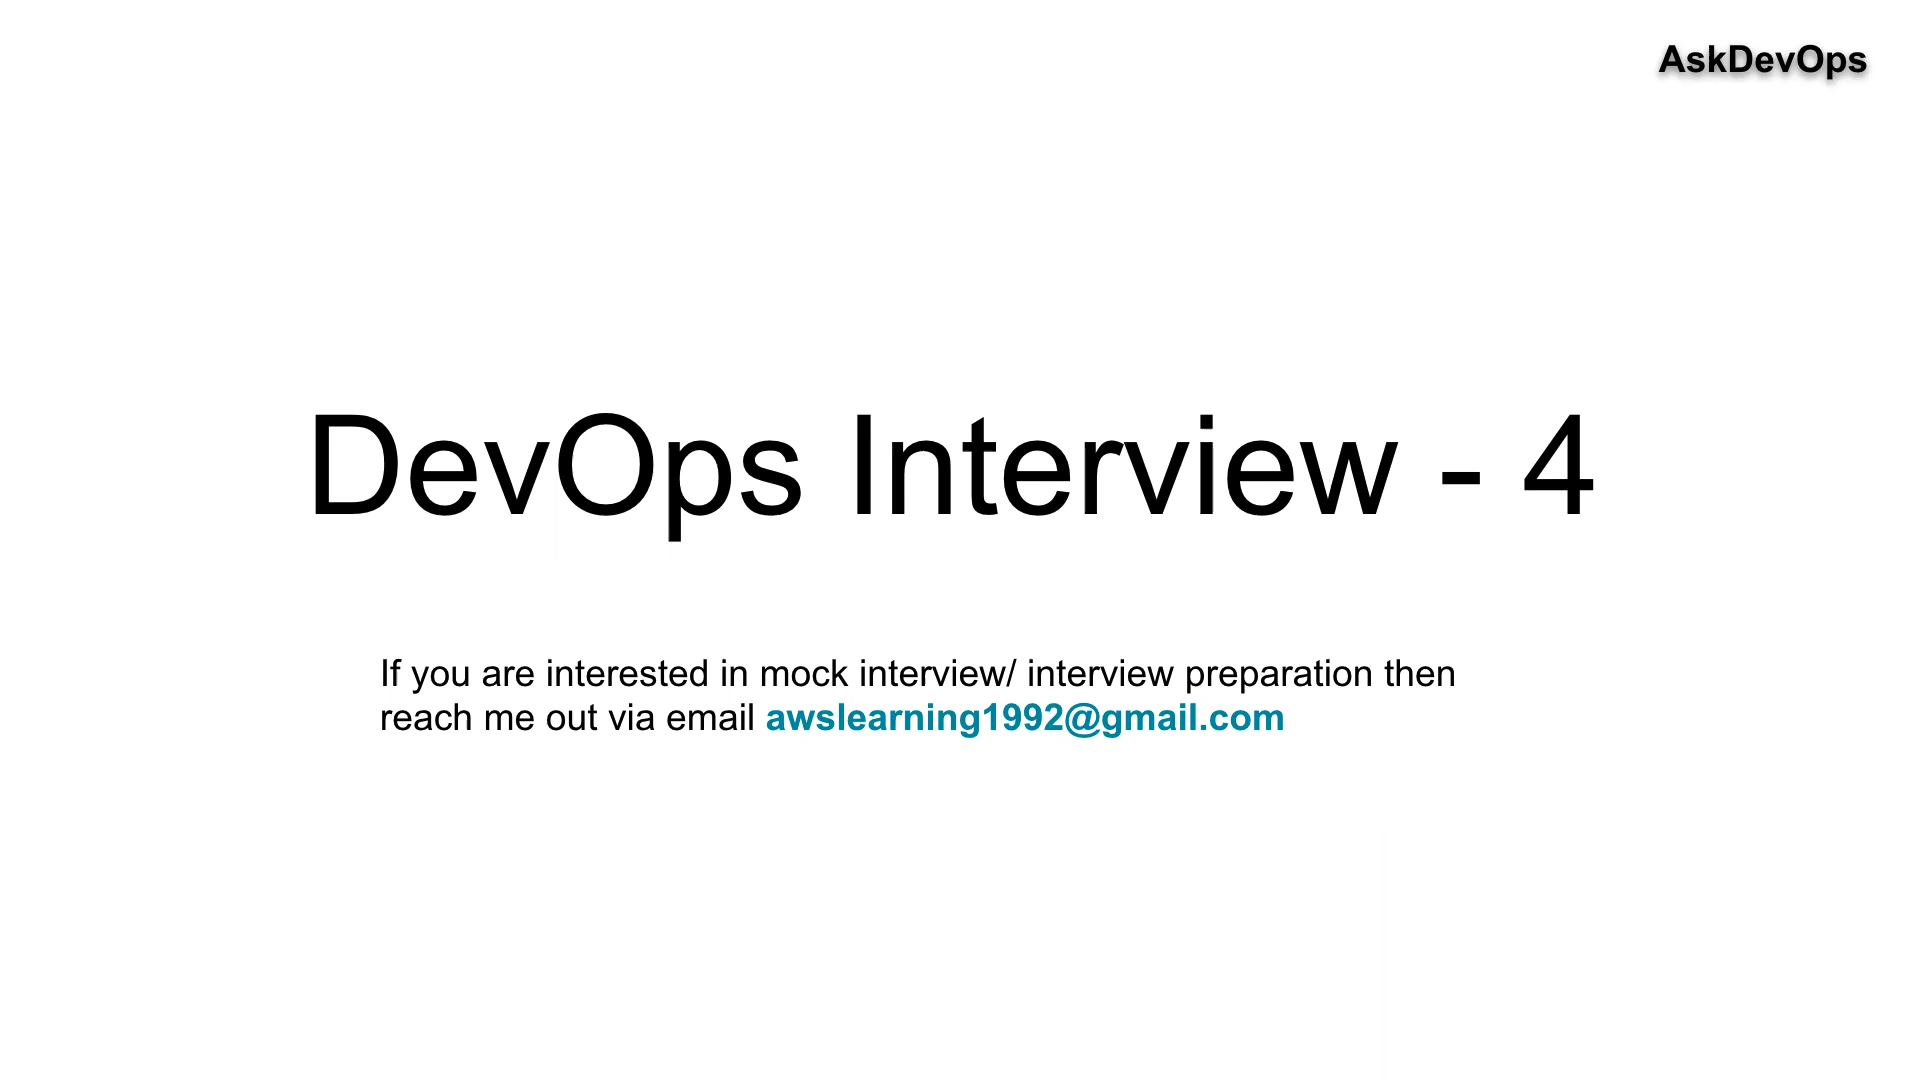 AskDevOps
DevOps Interview - 4
If you are interested in mock interview/ interview preparation then
reach me out via email awslearning1992@gmail.com